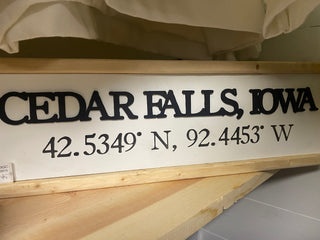 CEDAR FALLS, IOWA
42.5349° N, 92.4453° W